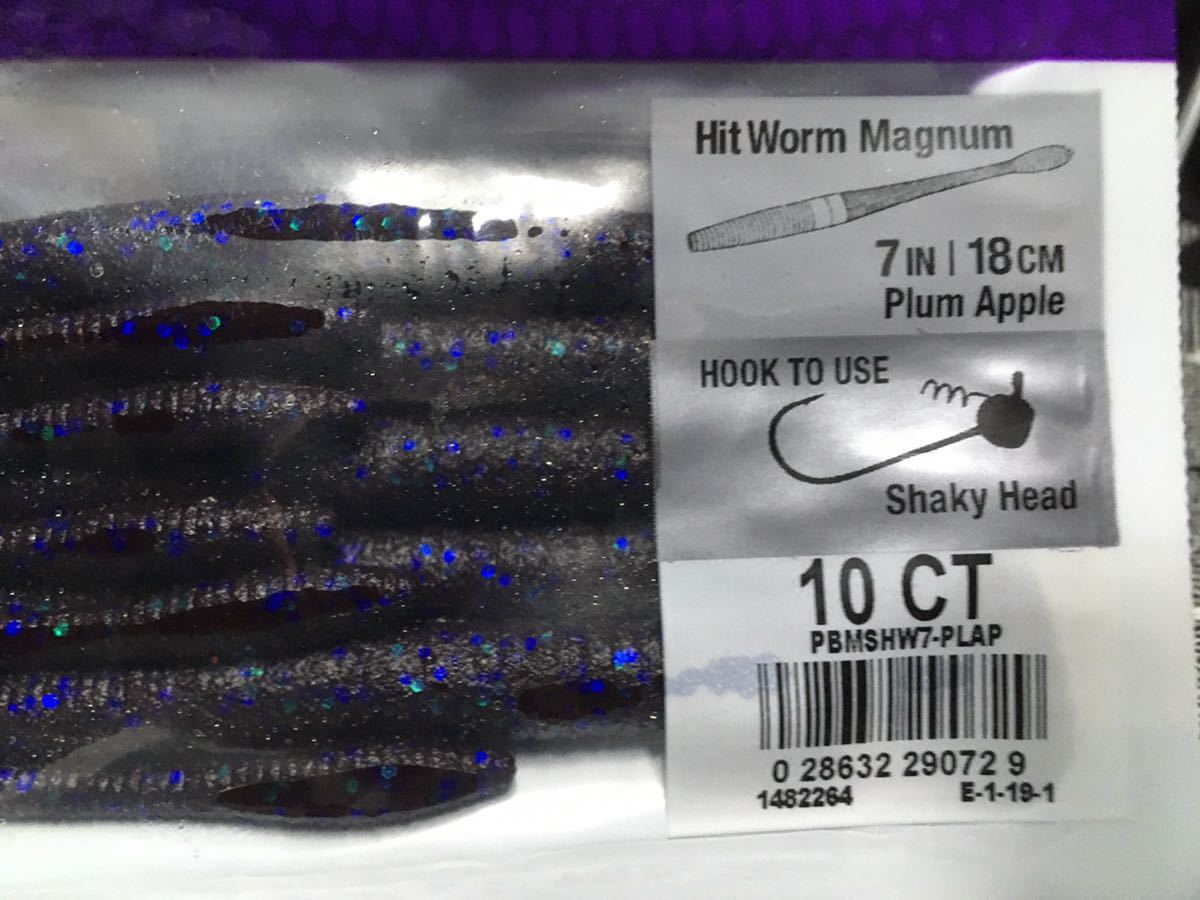 Hit Worm Magnum
7 IN | 18 CM
Plum Apple
HOOK TO USE
Shaky Head
10 CT
PBMSHW7-PLAP
0 28632 29072 9
1482264 E-1-19-1